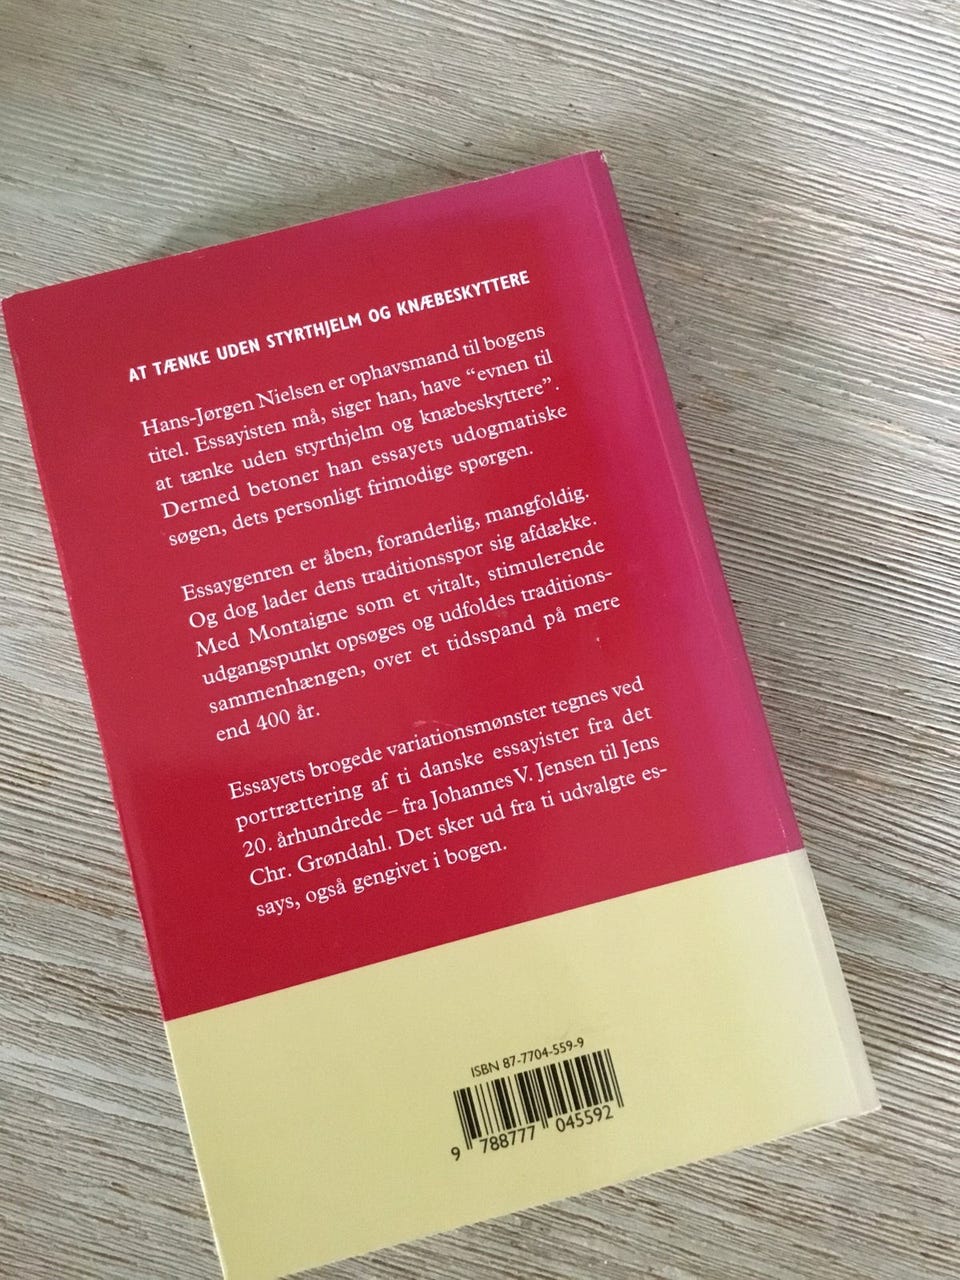 AT TÆNKE UDEN STYRTHJELM OG KNÆBESKYTTERE
Hans-Jørgen Nielsen er ophavsmand til bogens
titel. Essayisten må, siger han, have “evnen til
at tænke uden styrthjelm og knæbeskyttere”.
Dermed betoner han essayets udogmatiske
søgen, dets personligt frimodige spørgen.
Essaygenren er åben, foranderlig, mangfoldig.
Og dog lader dens traditionsspor sig afdække.
Med Montaigne som et vitalt, stimulerende
udgangspunkt opsøges og udfoldes traditions-
sammenhængen, over et tidsspand på mere
end 400 år.
Essayets brogede variationsmønster tegnes ved
portrættering af ti danske essayister fra det
20. århundrede – fra Johannes V. Jensen til Jens
Chr. Grøndahl. Det sker ud fra ti udvalgte es-
says, også gengivet i bogen.
ISBN 87-7704-559-9
9 788777 045592